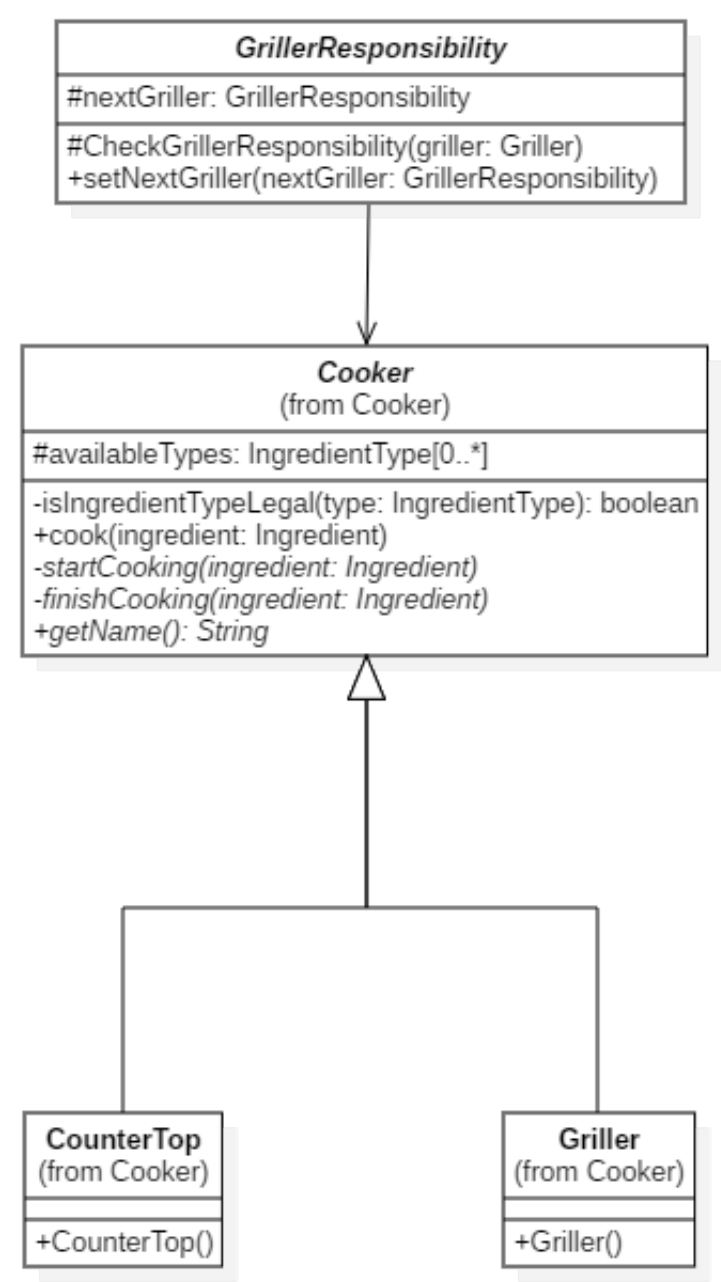 GrillerResponsibility
#nextGriller: GrillerResponsibility
#CheckGrillerResponsibility(griller: Griller)
+setNextGriller(nextGriller: GrillerResponsibility)
Cooker
(from Cooker)
#availableTypes: IngredientType[0..*]
-isIngredientTypeLegal(type: IngredientType): boolean
+cook(ingredient: Ingredient)
-startCooking(ingredient: Ingredient)
-finishCooking(ingredient: Ingredient)
+getName(): String
CounterTop
(from Cooker)
+CounterTop()
Griller
(from Cooker)
+Griller()